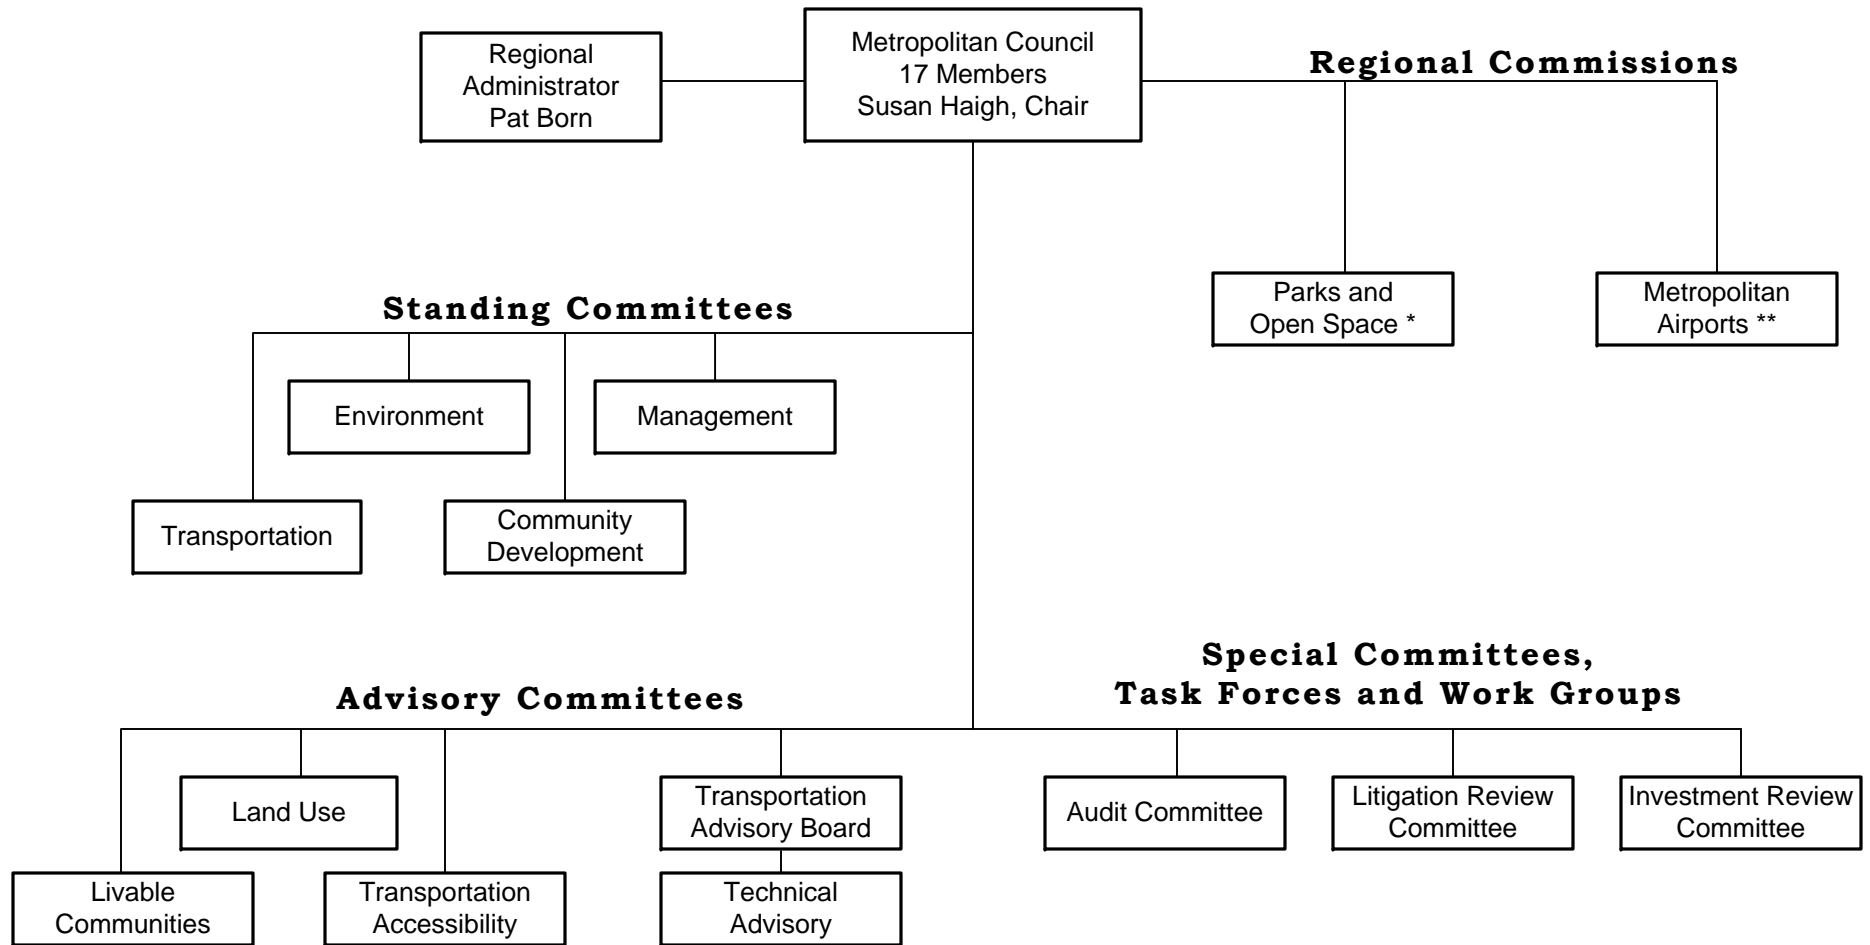 Regional
Administrator
Pat Born
Metropolitan Council
17 Members
Susan Haigh, Chair
Regional Commissions
Parks and
Open Space *
Metropolitan
Airports **
Standing Committees
Environment
Management
Transportation
Community
Development
Advisory Committees
Special Committees,
Task Forces and Work Groups
Land Use
Transportation
Advisory Board
Audit Committee
Litigation Review
Committee
Investment Review
Committee
Livable
Communities
Transportation
Accessibility
Technical
Advisory